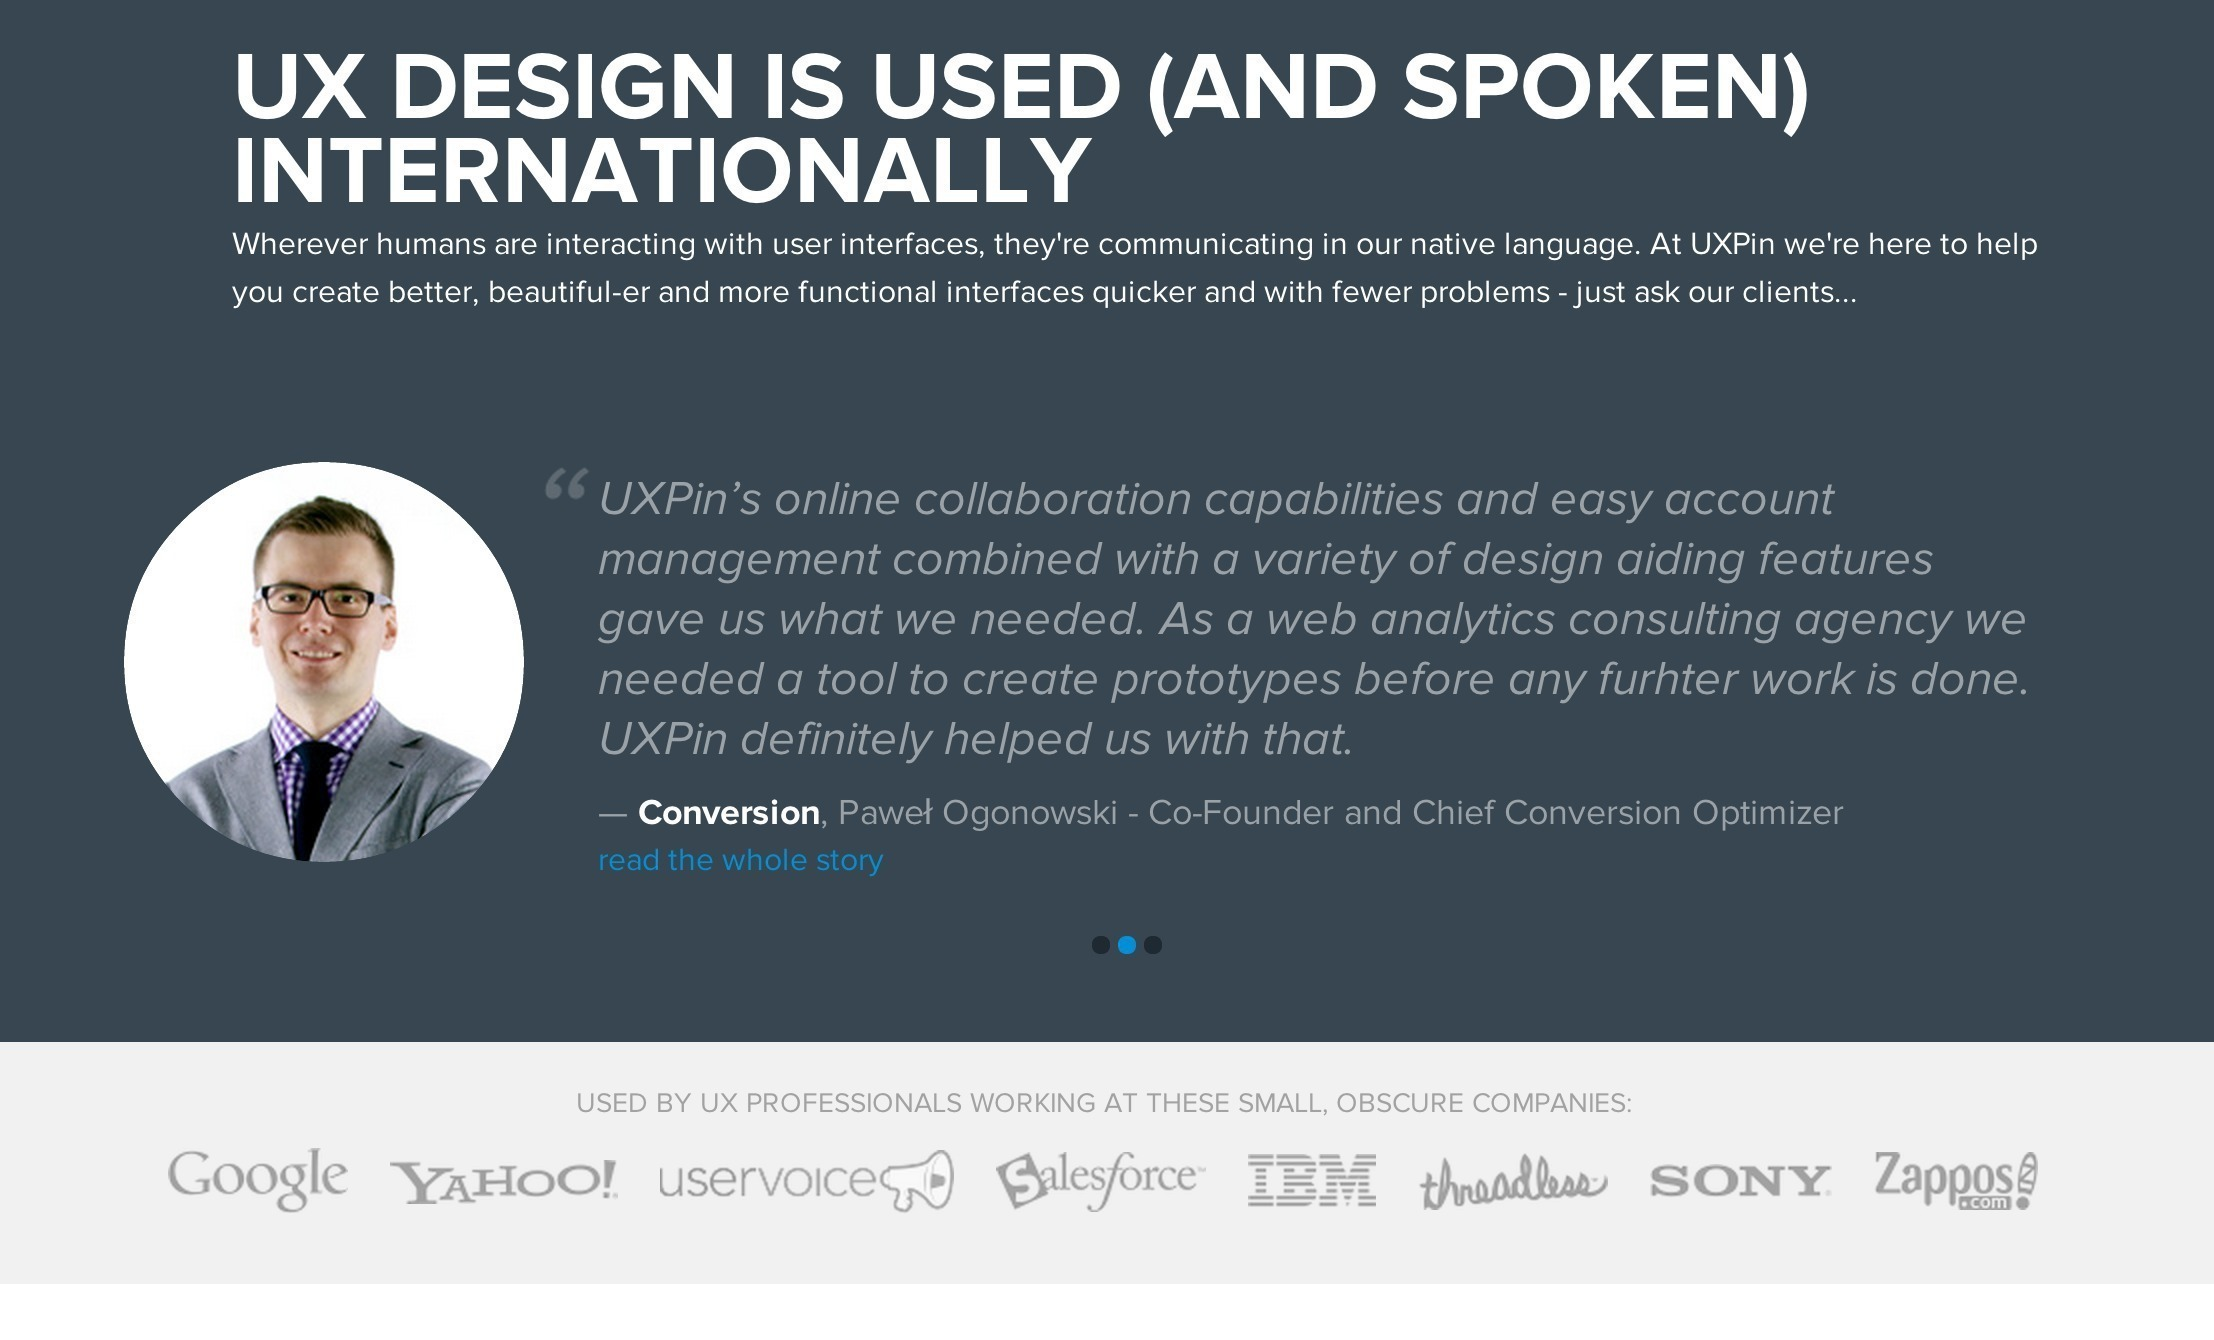 UX DESIGN IS USED (AND SPOKEN)
INTERNATIONALLY
Wherever humans are interacting with user interfaces, they're communicating in our native language. At UXPin we're here to help
you create better, beautiful-er and more functional interfaces quicker and with fewer problems - just ask our clients...
“UXPin’s online collaboration capabilities and easy account
management combined with a variety of design aiding features
gave us what we needed. As a web analytics consulting agency we
needed a tool to create prototypes before any furhter work is done.
UXPin definitely helped us with that.
— Conversion, Paweł Ogonowski - Co-Founder and Chief Conversion Optimizer
read the whole story
USED BY UX PROFESSIONALS WORKING AT THESE SMALL, OBSCURE COMPANIES:
Google YAHOO! uservoice salesforce IBM threadless SONY Zappos!
.com